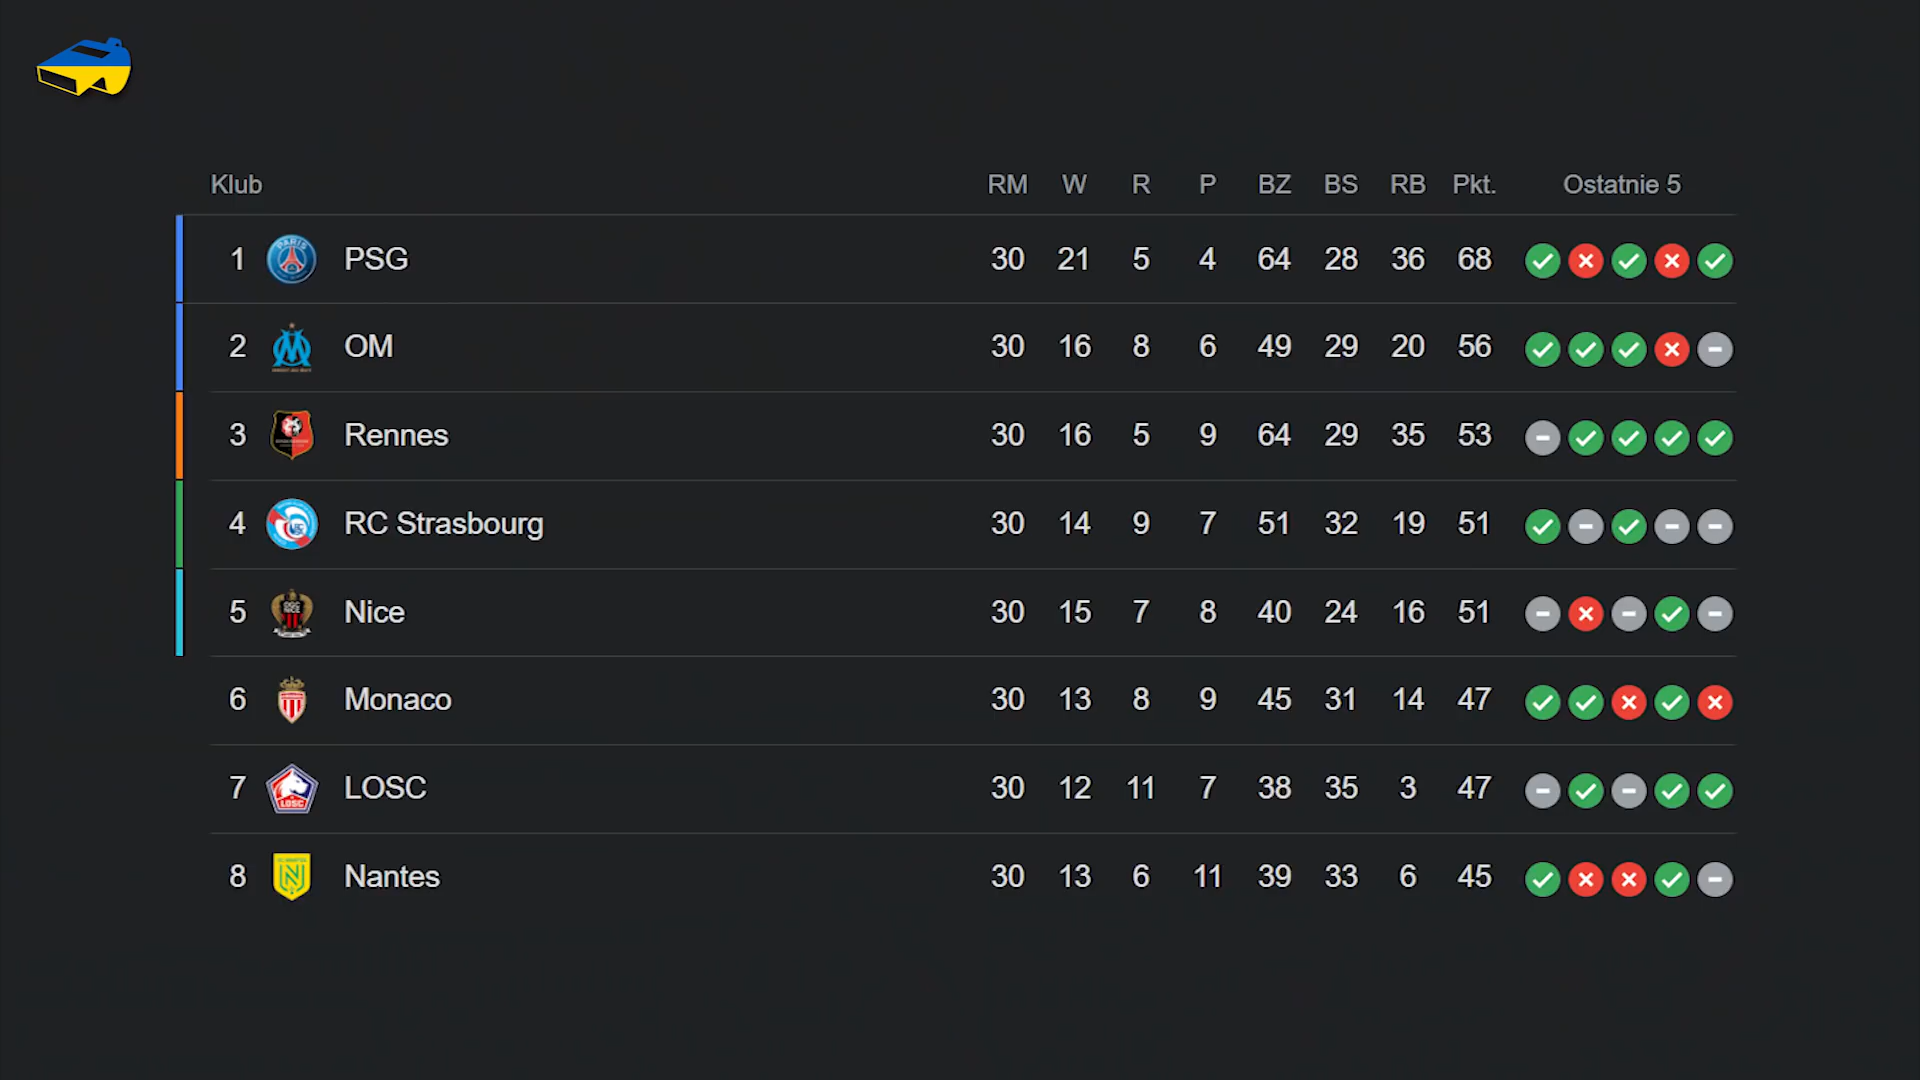 Klub RM W R P BZ BS RB Pkt. Ostatnie 5
1 PARIS PSG 30 21 5 4 64 28 36 68
2 OM 30 16 8 6 49 29 20 56
3 Rennes 30 16 5 9 64 29 35 53
4 RC Strasbourg 30 14 9 7 51 32 19 51
5 OGC NICE Nice 30 15 7 8 40 24 16 51
6 Monaco 30 13 8 9 45 31 14 47
7 LOSC LOSC 30 12 11 7 38 35 3 47
8 Nantes 30 13 6 11 39 33 6 45